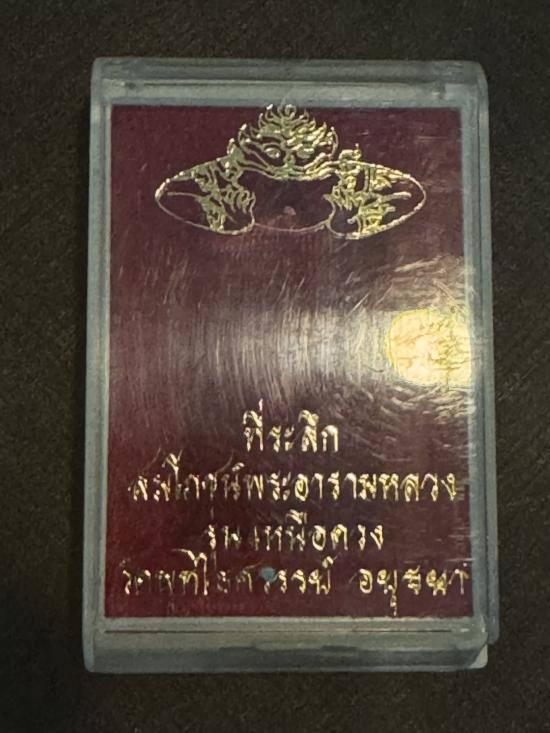 ที่ระลึก
สมโภชน์พระอารามหลวง
รุ่น เหนือดวง
วัดพุทไธศวรรย์ อยุธยา